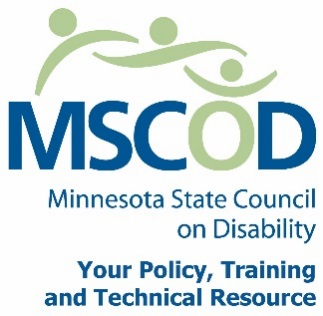 MSCOD
Minnesota State Council
on Disability
Your Policy, Training
and Technical Resource